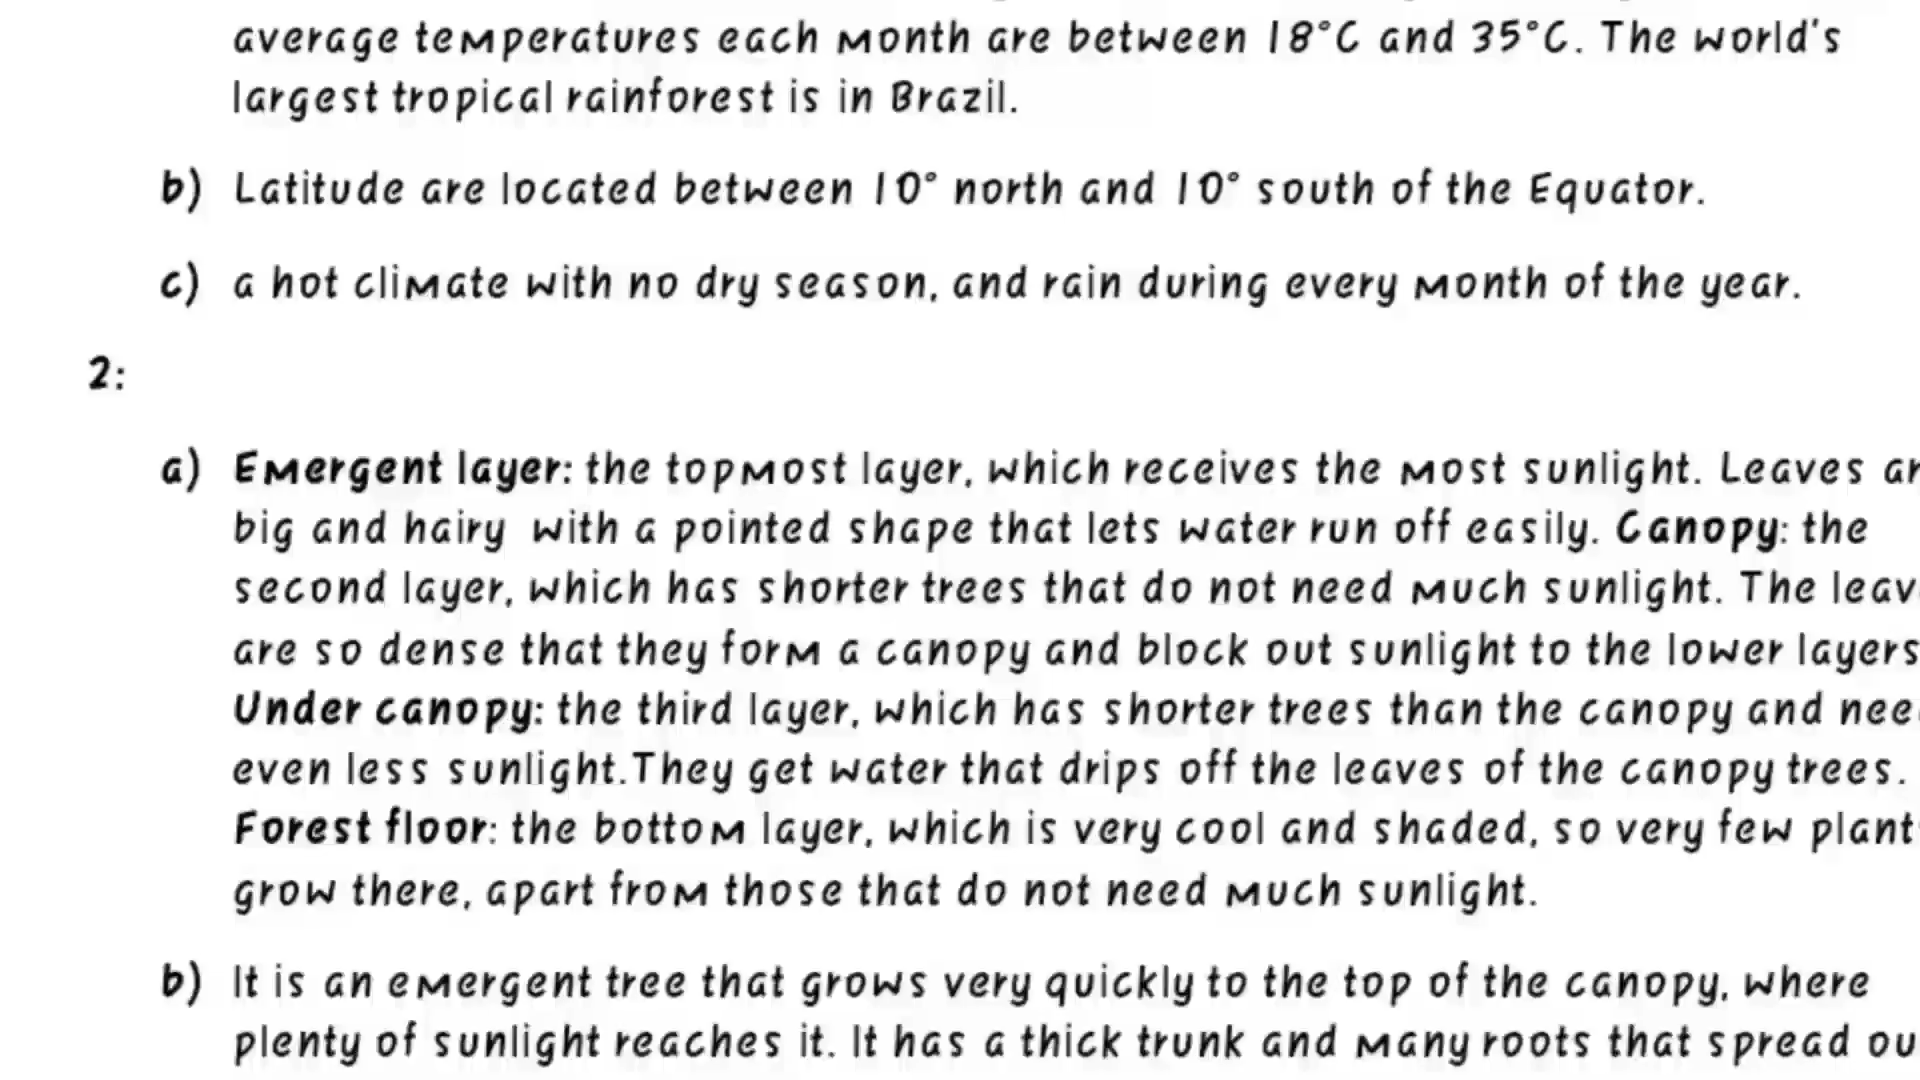 average temperatures each month are between 18°C and 35°C. The world's
largest tropical rainforest is in Brazil.
b) Latitude are located between 10° north and 10° south of the Equator.
c) a hot climate with no dry season, and rain during every month of the year.
2:
a) Emergent layer: the topmost layer, which receives the most sunlight. Leaves
big and hairy with a pointed shape that lets water run off easily. Canopy: the
second layer, which has shorter trees that do not need much sunlight. The
are so dense that they form a canopy and block out sunlight to the lower layers
Under canopy: the third layer, which has shorter trees than the canopy and
even less sunlight.They get water that drips off the leaves of the canopy trees.
Forest floor: the bottom layer, which is very cool and shaded, so very few
grow there, apart from those that do not need much sunlight.
b) It is an emergent tree that grows very quickly to the top of the canopy, where
plenty of sunlight reaches it. It has a thick trunk and many roots that spread